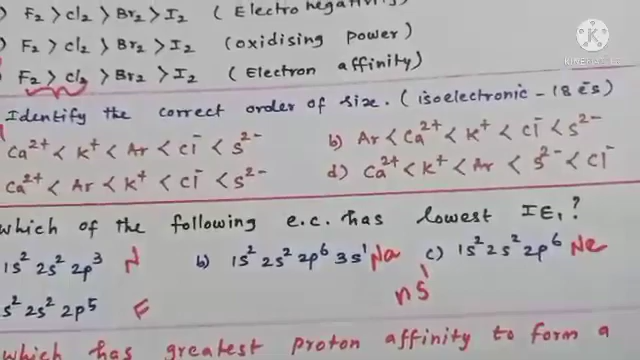 F₂ > Cl₂ > Br₂ > I₂ (Electronegativity)
KINEMASTER
) F₂ > Cl₂ > Br₂ > I₂ (oxidising power)
F₂ > Cl₂ > Br₂ > I₂ (Electron affinity)
Identify the correct order of size. (isoelectronic - 18 ēs)
Ca²⁺ < K⁺ < Ar < Cl⁻ < S²⁻ b) Ar < Ca²⁺ < K⁺ < Cl⁻ < S²⁻
Ca²⁺ < Ar < K⁺ < Cl⁻ < S²⁻ d) Ca²⁺ < K⁺ < Ar < S²⁻ < Cl⁻
which of the following e.c. has lowest IE₁?
1s² 2s² 2p³ N b) 1s² 2s² 2p⁶ 3s¹ Na c) 1s² 2s² 2p⁶ Ne
s² 2s² 2p⁵ F ns¹
which has greatest proton affinity to form a